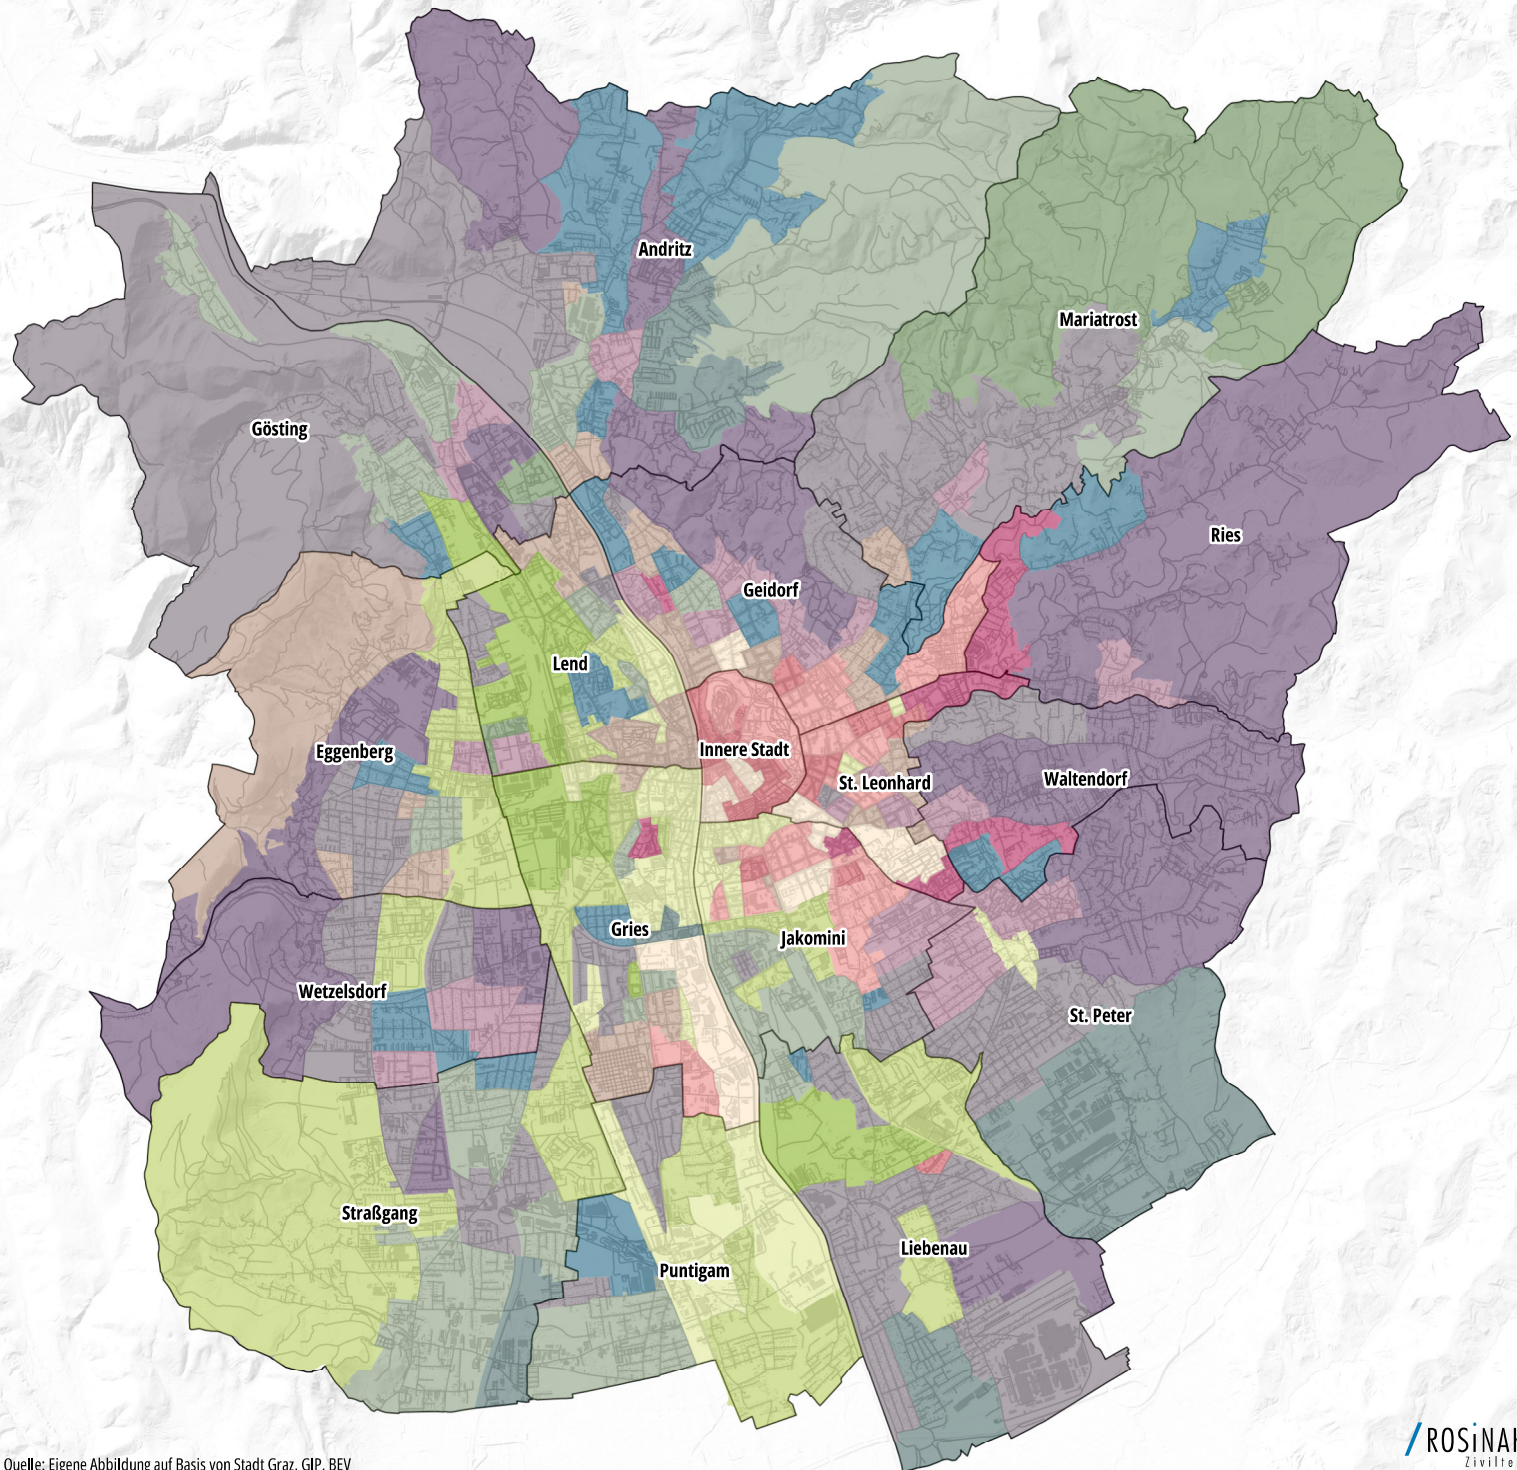 Andritz
Mariatrost
Gösting
Ries
Geidorf
Lend
Innere Stadt
Eggenberg
St. Leonhard
Waltendorf
Gries
Jakomini
Wetzelsdorf
St. Peter
Straßgang
Liebenau
Puntigam
Quelle: Eigene Abbildung auf Basis von Stadt Graz, GIP, BEV
/ROSiNAK
Zivilte